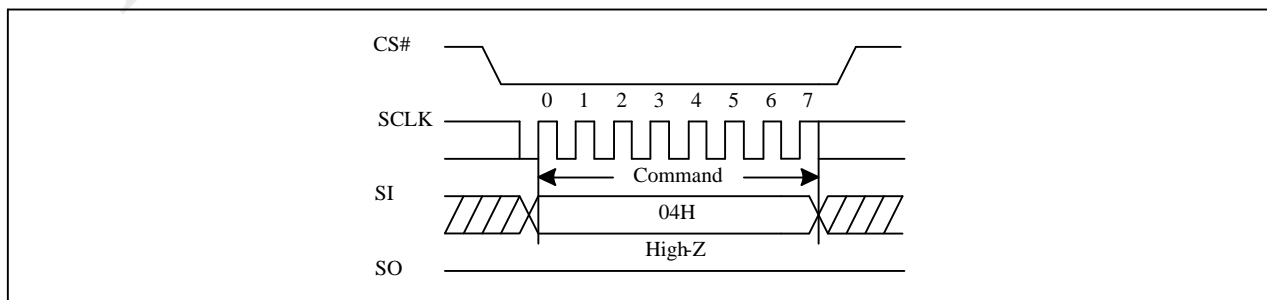 CS#
0 1 2 3 4 5 6 7
SCLK
Command
SI
04H
High-Z
SO